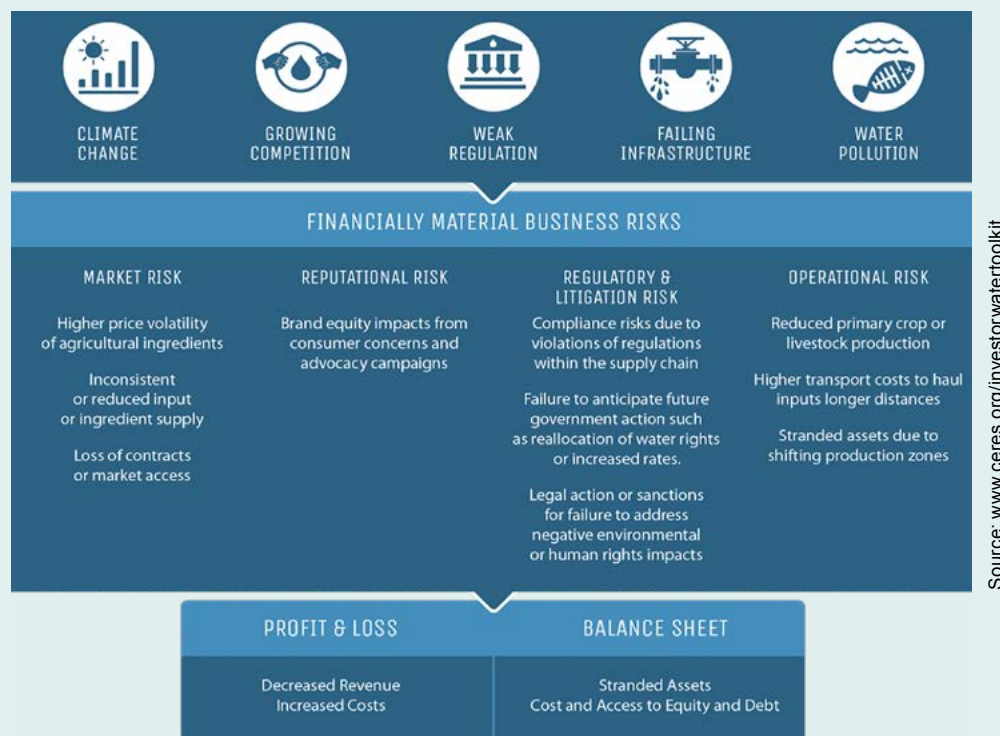 CLIMATE
CHANGE
GROWING
COMPETITION
WEAK
REGULATION
FAILING
INFRASTRUCTURE
WATER
POLLUTION
FINANCIALLY MATERIAL BUSINESS RISKS
MARKET RISK
Higher price volatility
of agricultural ingredients
Inconsistent
or reduced input
or ingredient supply
Loss of contracts
or market access
REPUTATIONAL RISK
Brand equity impacts from
consumer concerns and
advocacy campaigns
REGULATORY &
LITIGATION RISK
Compliance risks due to
violations of regulations
within the supply chain
Failure to anticipate future
government action such
as reallocation of water rights
or increased rates.
Legal action or sanctions
for failure to address
negative environmental
or human rights impacts
OPERATIONAL RISK
Reduced primary crop or
livestock production
Higher transport costs to haul
inputs longer distances
Stranded assets due to
shifting production zones
PROFIT & LOSS
Decreased Revenue
Increased Costs
BALANCE SHEET
Stranded Assets
Cost and Access to Equity and Debt
Source: www.ceres.org/investorwatertoolkit